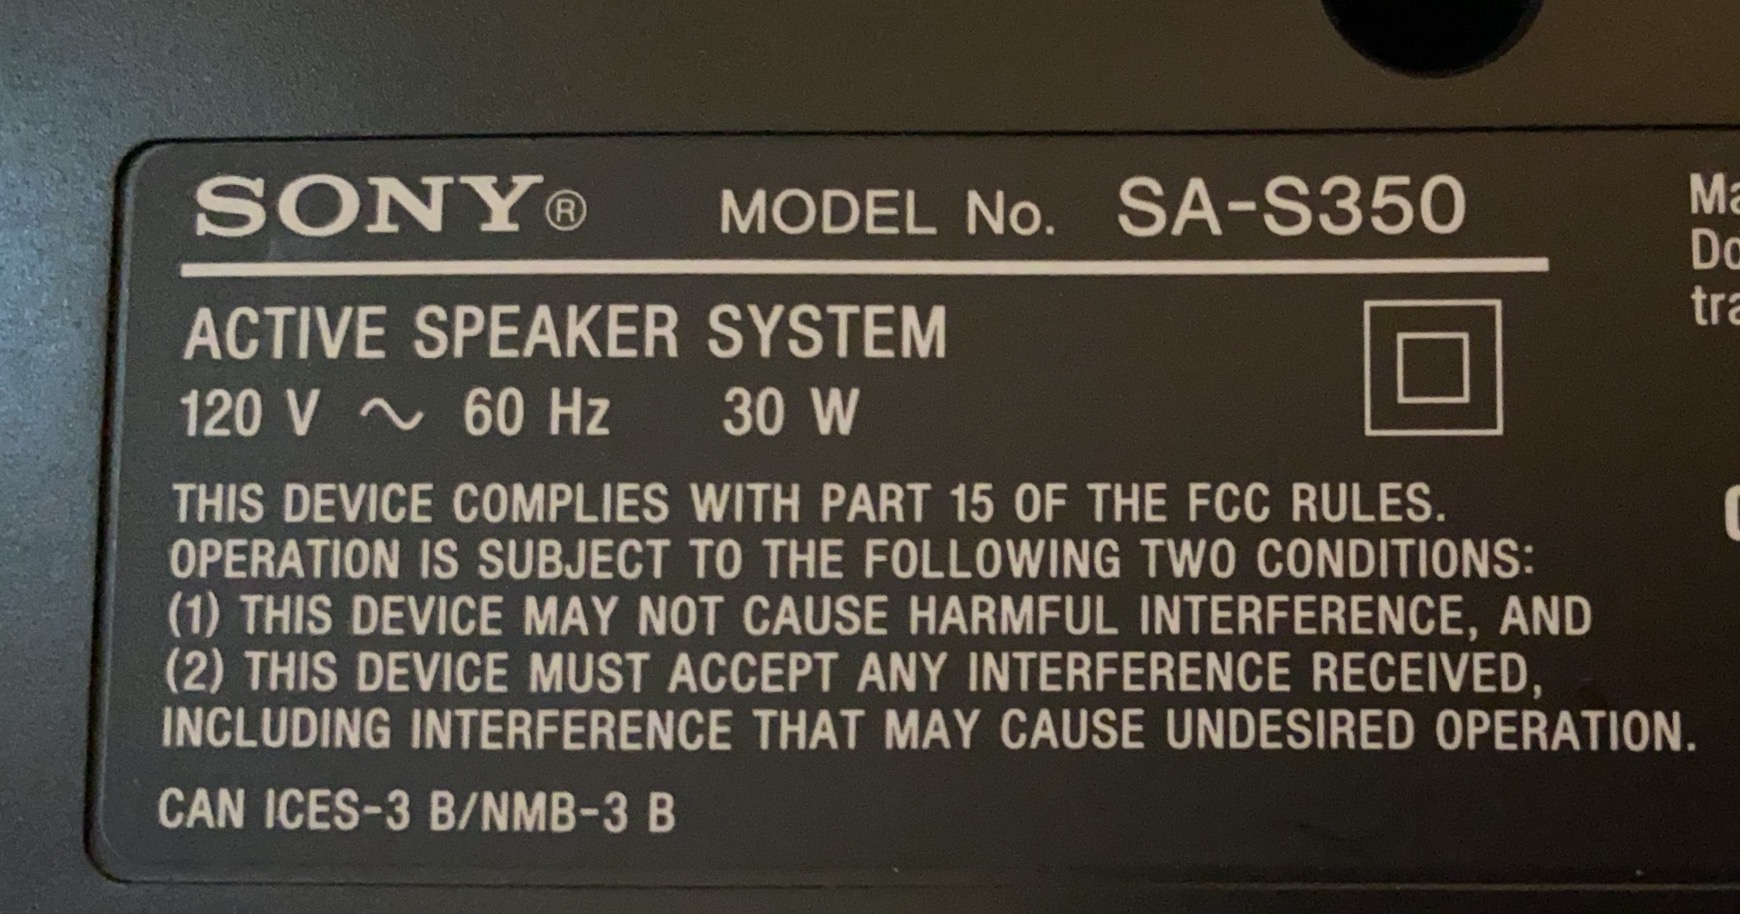 SONY® MODEL No. SA-S350
ACTIVE SPEAKER SYSTEM
120 V ~ 60 Hz 30 W
THIS DEVICE COMPLIES WITH PART 15 OF THE FCC RULES.
OPERATION IS SUBJECT TO THE FOLLOWING TWO CONDITIONS:
(1) THIS DEVICE MAY NOT CAUSE HARMFUL INTERFERENCE, AND
(2) THIS DEVICE MUST ACCEPT ANY INTERFERENCE RECEIVED,
INCLUDING INTERFERENCE THAT MAY CAUSE UNDESIRED OPERATION.
CAN ICES-3 B/NMB-3 B